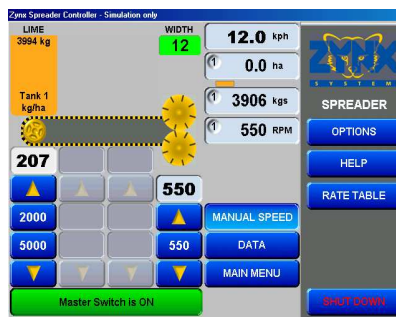 Zynx Spreader Controller - Simulation only
LIME
3994 kg
WIDTH
12
12.0 kph
1 0.0 ha
1 3906 kgs
1 550 RPM
Tank 1
kg/ha
207
550
2000
5000
550
MANUAL SPEED
DATA
MAIN MENU
Master Switch is ON
ZYNX
SYSTEM
SPREADER
OPTIONS
HELP
RATE TABLE
SHUT DOWN